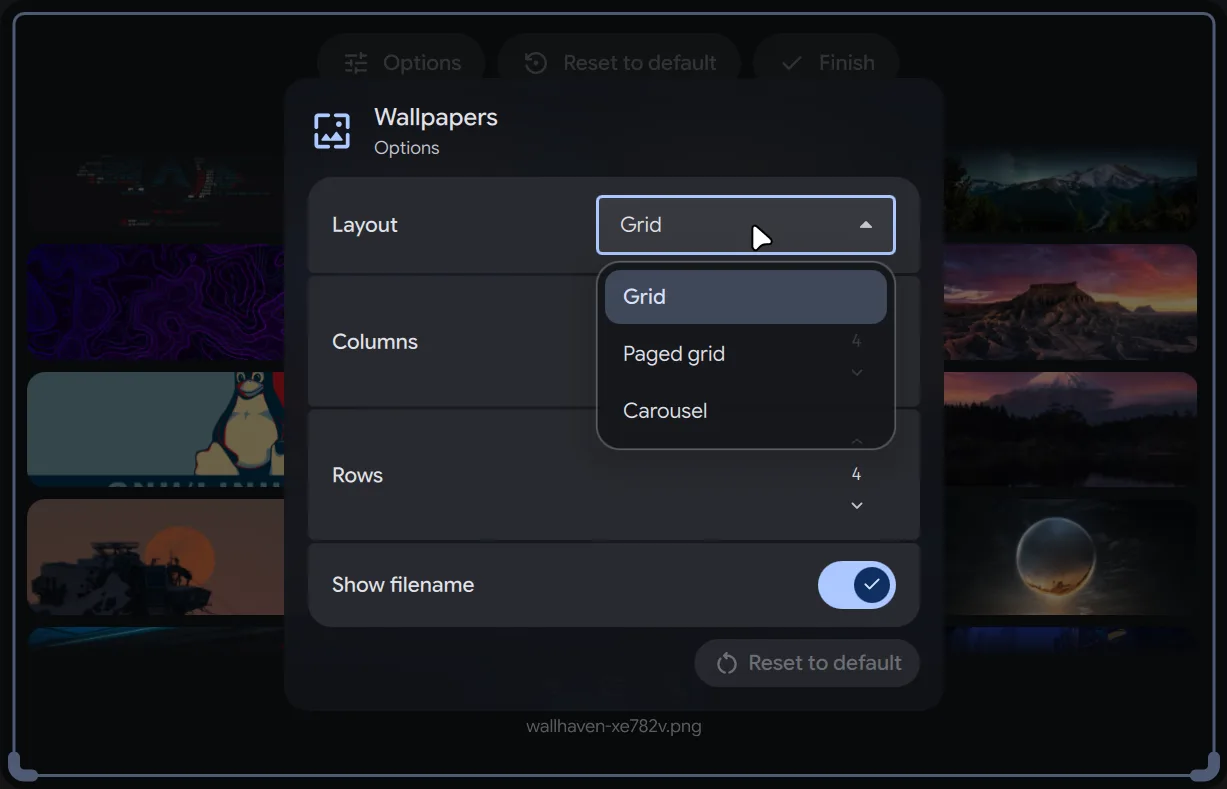 Options
Reset to default
Finish
Wallpapers
Options
Layout
Grid
Grid
Paged grid
Carousel
Columns
4
Rows
4
Show filename
Reset to default
wallhaven-xe782v.png